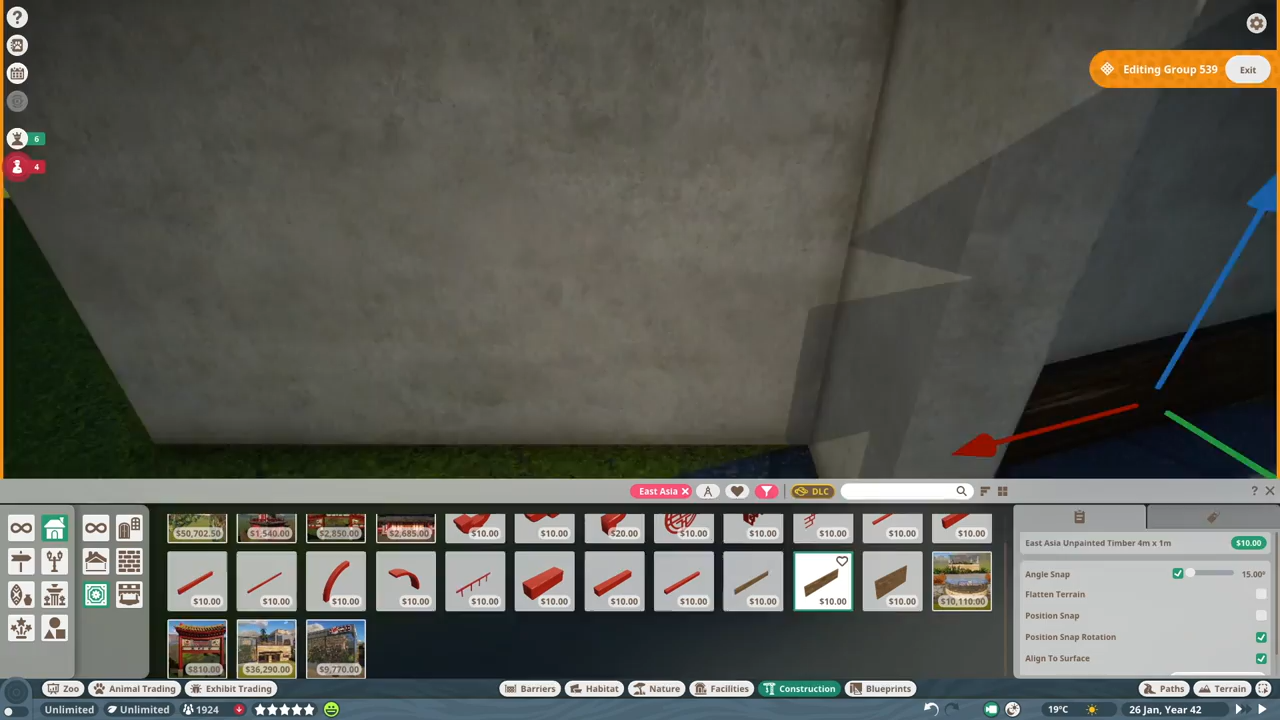 ?
Editing Group 539
Exit
6
4
East Asia ×
DLC
? ×
$50,702.50
$1,540.00
$2,850.00
$2,685.00
$10.00
$10.00
$20.00
$10.00
$10.00
$10.00
$10.00
$10.00
East Asia Unpainted Timber 4m x 1m
$10.00
Angle Snap
15.00°
Flatten Terrain
Position Snap
Position Snap Rotation
Align To Surface
$10.00
$10.00
$10.00
$10.00
$10.00
$10.00
$10.00
$10.00
$10.00
$10.00
$10.00
$10,110.00
$810.00
$36,290.00
$9,770.00
Zoo
Animal Trading
Exhibit Trading
Barriers
Habitat
Nature
Facilities
Construction
Blueprints
Paths
Terrain
Unlimited
Unlimited
1924
19°C
26 Jan, Year 42